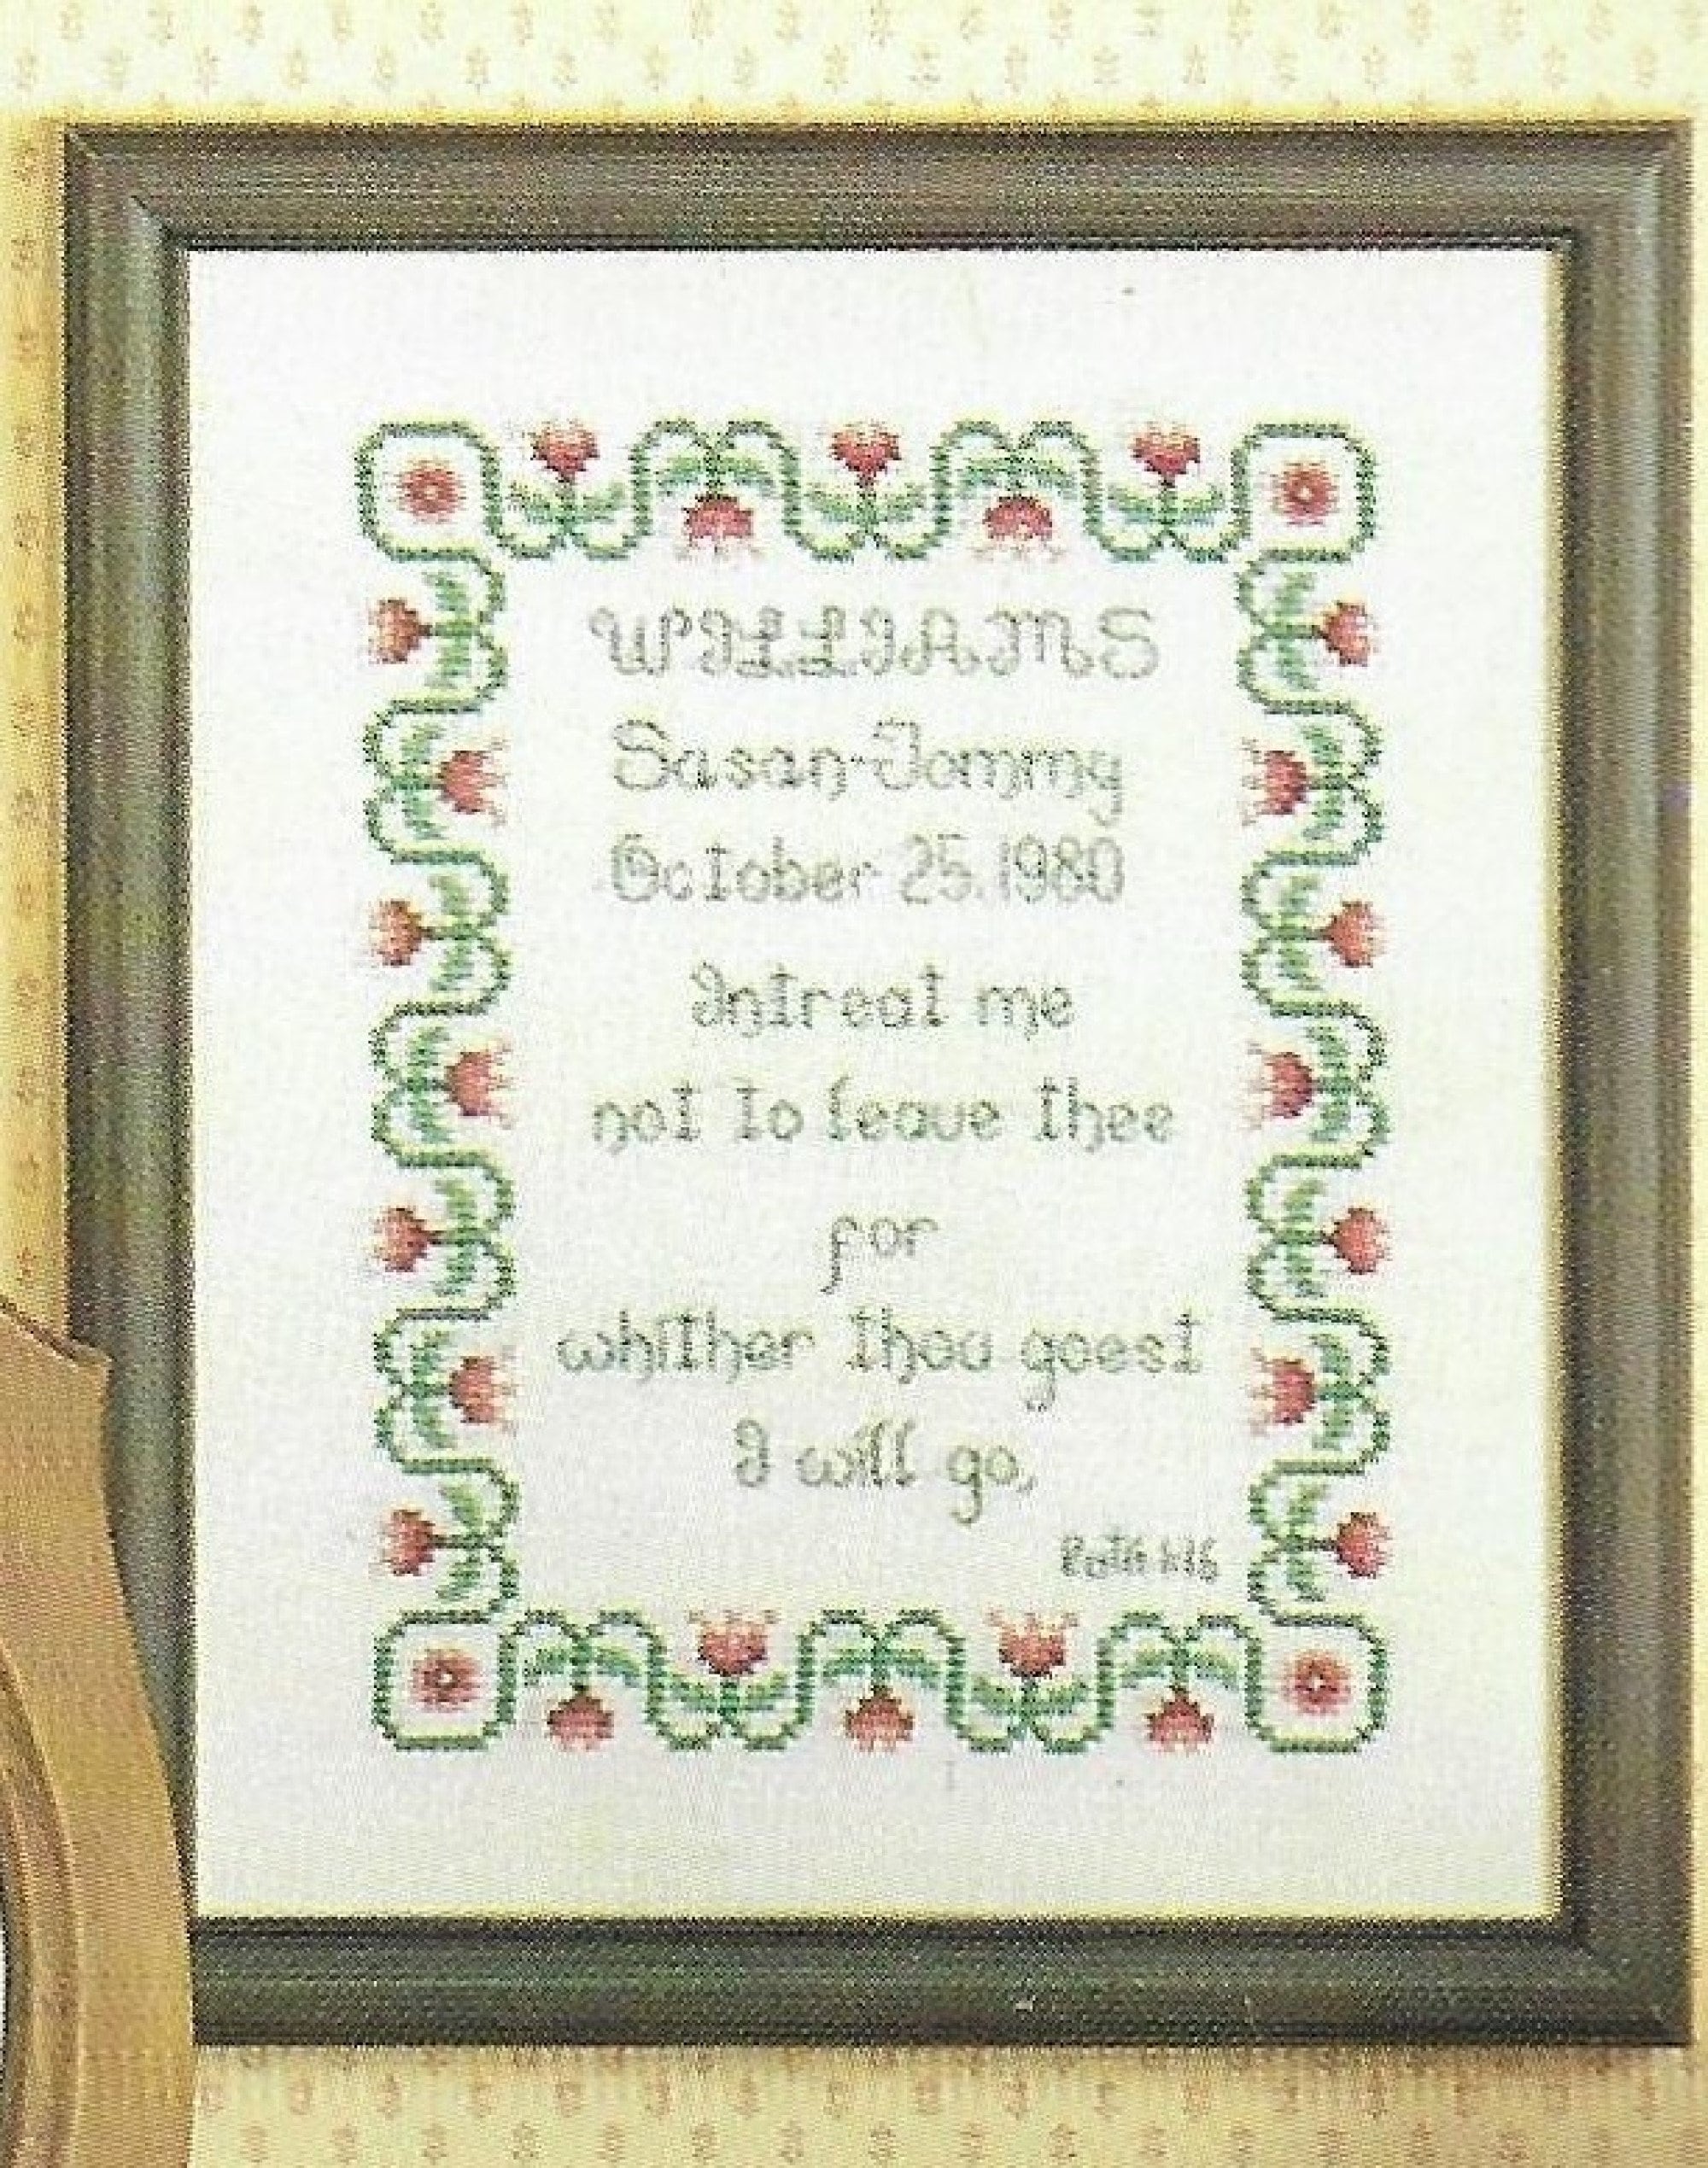 WILLIAMS
Susan-Tommy
October 25.1980
Intreat me
not to leave thee
for
whither thou goest
I will go,
Ruth 1:16